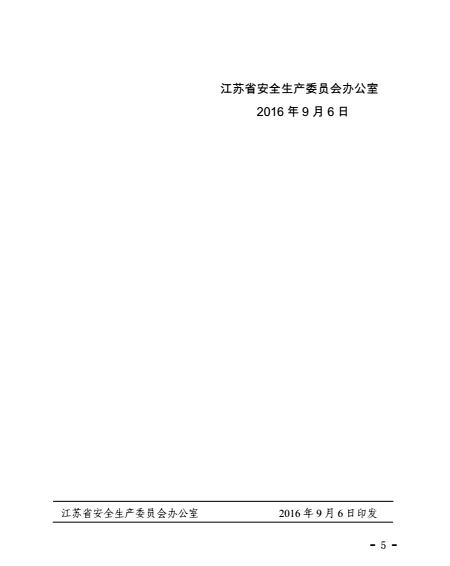 江苏省安全生产委员会办公室
2016 年 9 月 6 日
江苏省安全生产委员会办公室 2016 年 9 月 6 日印发
- 5 -